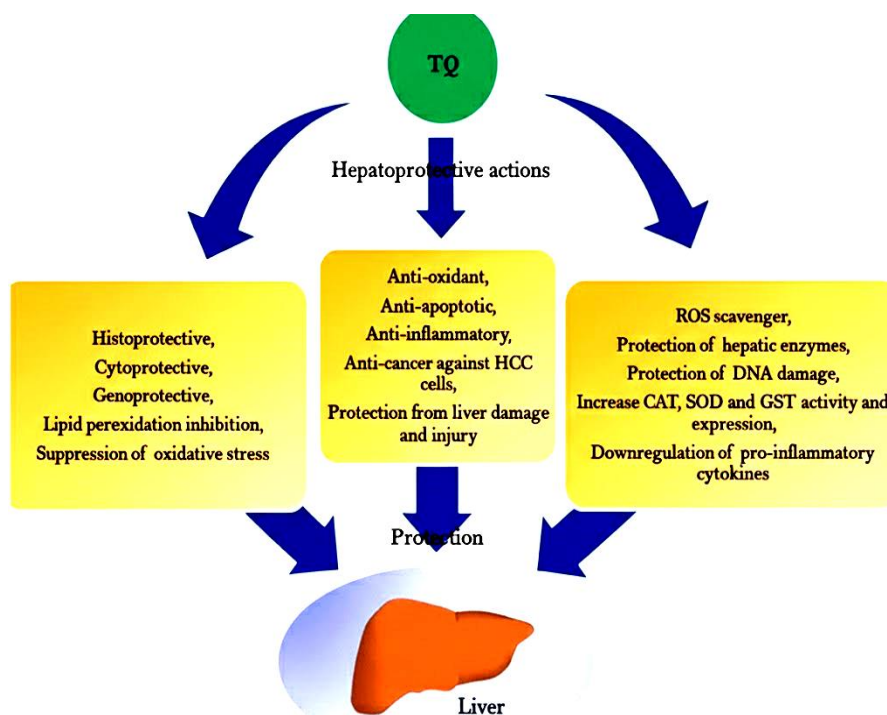 TQ
Hepatoprotective actions
Histoprotective,
Cytoprotective,
Genoprotective,
Lipid perexidation inhibition,
Suppression of oxidative stress
Anti-oxidant,
Anti-apoptotic,
Anti-inflammatory,
Anti-cancer against HCC
cells,
Protection from liver damage
and injury
ROS scavenger,
Protection of hepatic enzymes,
Protection of DNA damage,
Increase CAT, SOD and GST activity and
expression,
Downregulation of pro-inflammatory
cytokines
Protection
Liver